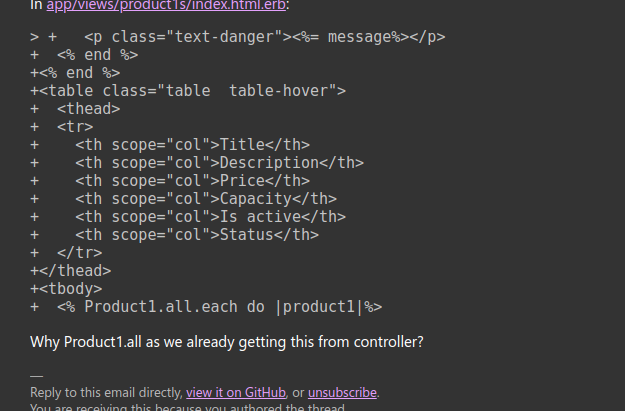 In app/views/product1s/index.html.erb:
> +   <p class="text-danger"><%= message%></p>
+  <% end %>
+<% end %>
+<table class="table  table-hover">
+  <thead>
+  <tr>
+    <th scope="col">Title</th>
+    <th scope="col">Description</th>
+    <th scope="col">Price</th>
+    <th scope="col">Capacity</th>
+    <th scope="col">Is active</th>
+    <th scope="col">Status</th>
+  </tr>
+</thead>
+<tbody>
+  <% Product1.all.each do |product1|%>
Why Product1.all as we already getting this from controller?
—
Reply to this email directly, view it on GitHub, or unsubscribe.
You are receiving this because you authored the thread.